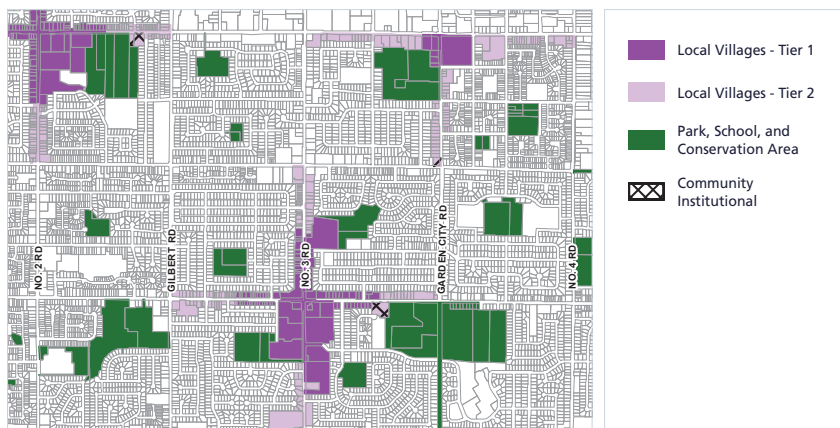 NO. 2 RD
GILBERT RD
NO. 3 RD
GARDEN CITY RD
NO. 4 RD
Local Villages - Tier 1
Local Villages - Tier 2
Park, School, and
Conservation Area
Community
Institutional